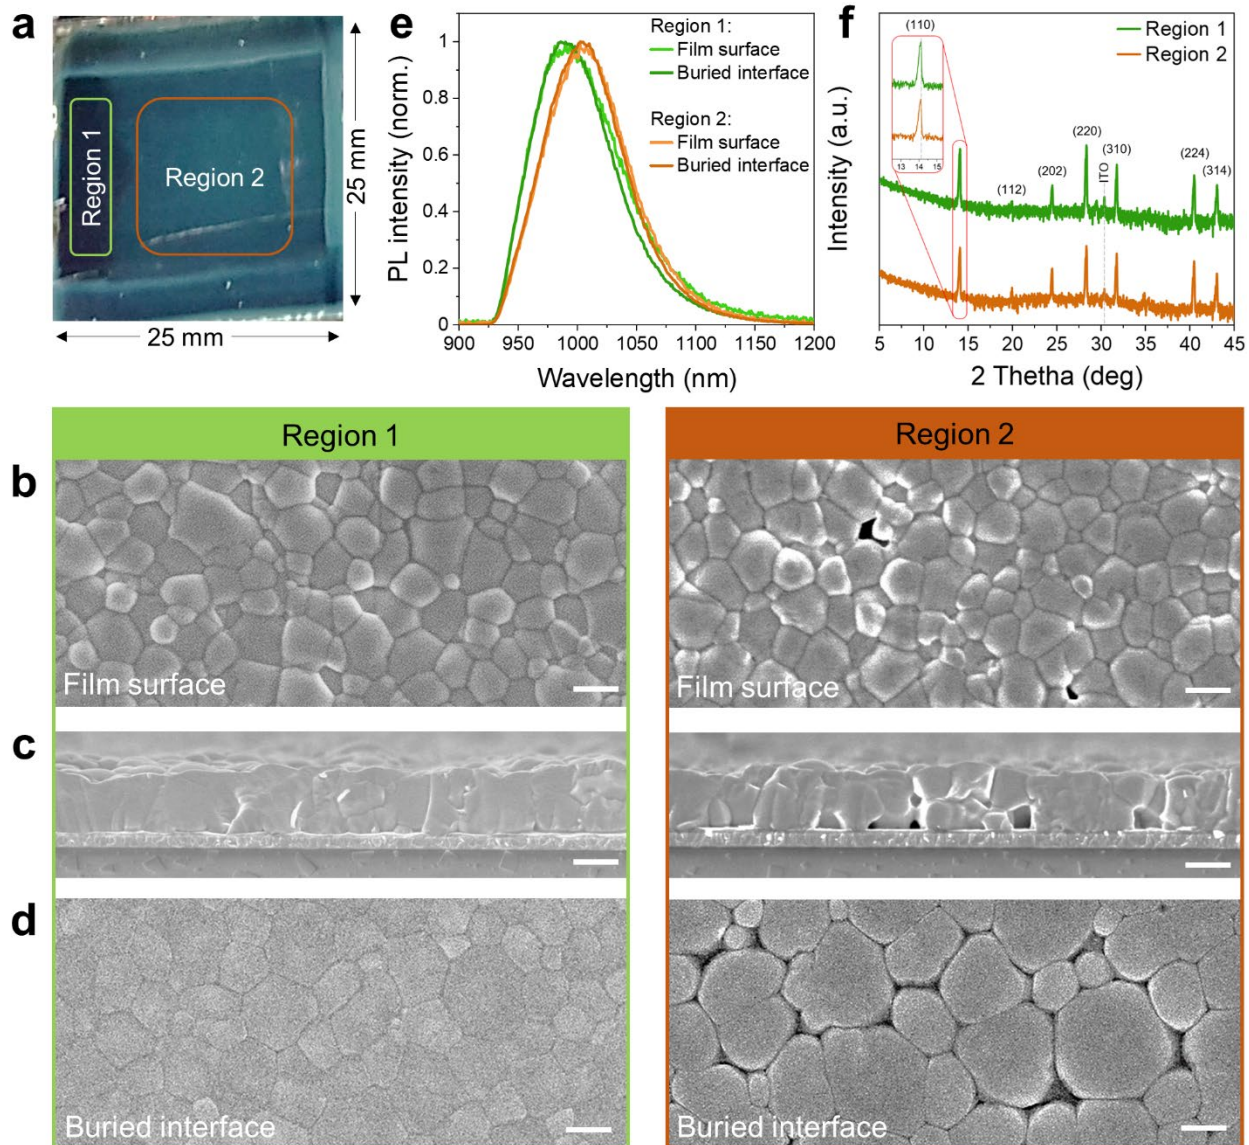 a
Region 1
Region 2
25 mm
25 mm
e
Region 1:
Film surface
Buried interface
Region 2:
Film surface
Buried interface
PL intensity (norm.)
1
0.8
0.6
0.4
0.2
0
900 950 1000 1050 1100 1150 1200
Wavelength (nm)
f
Region 1
Region 2
(110)
13 14 15
(112)
(202)
(220)
ITO
(310)
(224)
(314)
Intensity (a.u.)
5 10 15 20 25 30 35 40 45
2 Thetha (deg)
Region 1
Region 2
b
Film surface
Film surface
c
d
Buried interface
Buried interface